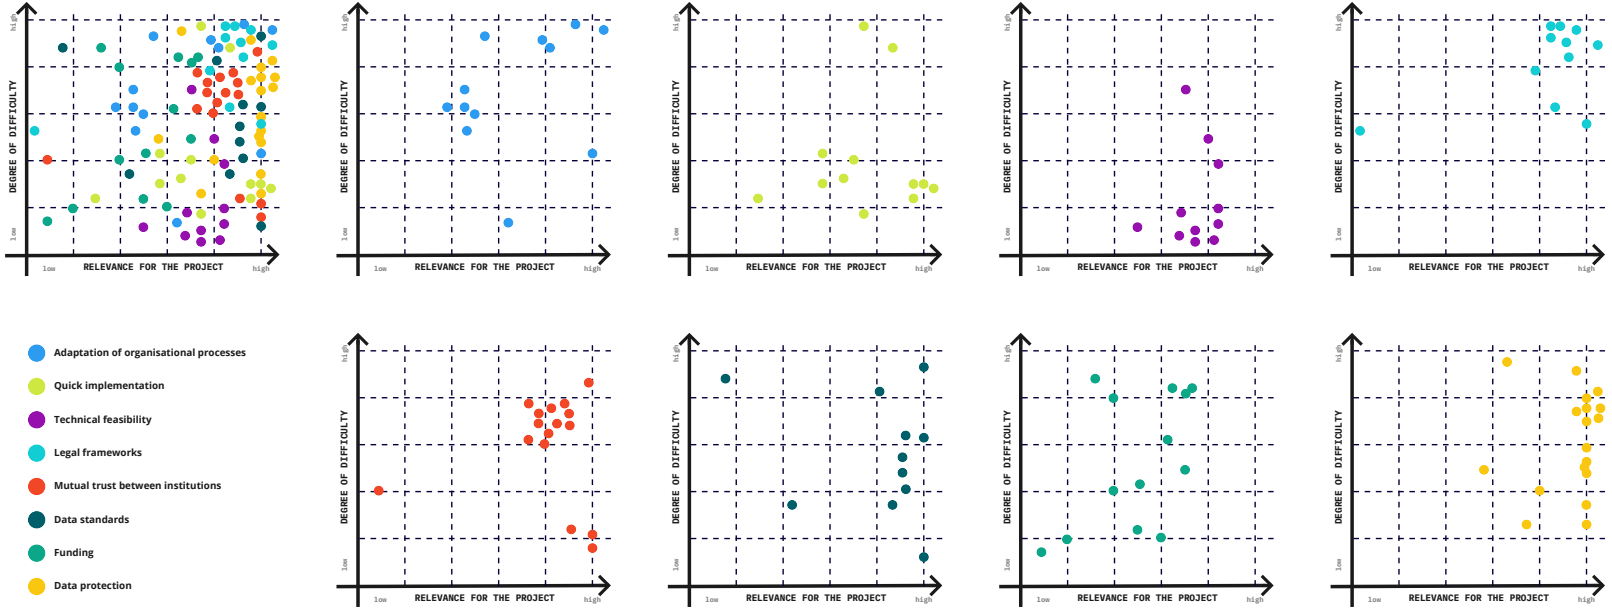 high
DEGREE OF DIFFICULTY
low
low
RELEVANCE FOR THE PROJECT
high
high
DEGREE OF DIFFICULTY
low
low
RELEVANCE FOR THE PROJECT
high
high
DEGREE OF DIFFICULTY
low
low
RELEVANCE FOR THE PROJECT
high
high
DEGREE OF DIFFICULTY
low
low
RELEVANCE FOR THE PROJECT
high
high
DEGREE OF DIFFICULTY
low
low
RELEVANCE FOR THE PROJECT
high
Adaptation of organisational processes
Quick implementation
Technical feasibility
Legal frameworks
Mutual trust between institutions
Data standards
Funding
Data protection
high
DEGREE OF DIFFICULTY
low
low
RELEVANCE FOR THE PROJECT
high
high
DEGREE OF DIFFICULTY
low
low
RELEVANCE FOR THE PROJECT
high
high
DEGREE OF DIFFICULTY
low
low
RELEVANCE FOR THE PROJECT
high
high
DEGREE OF DIFFICULTY
low
low
RELEVANCE FOR THE PROJECT
high